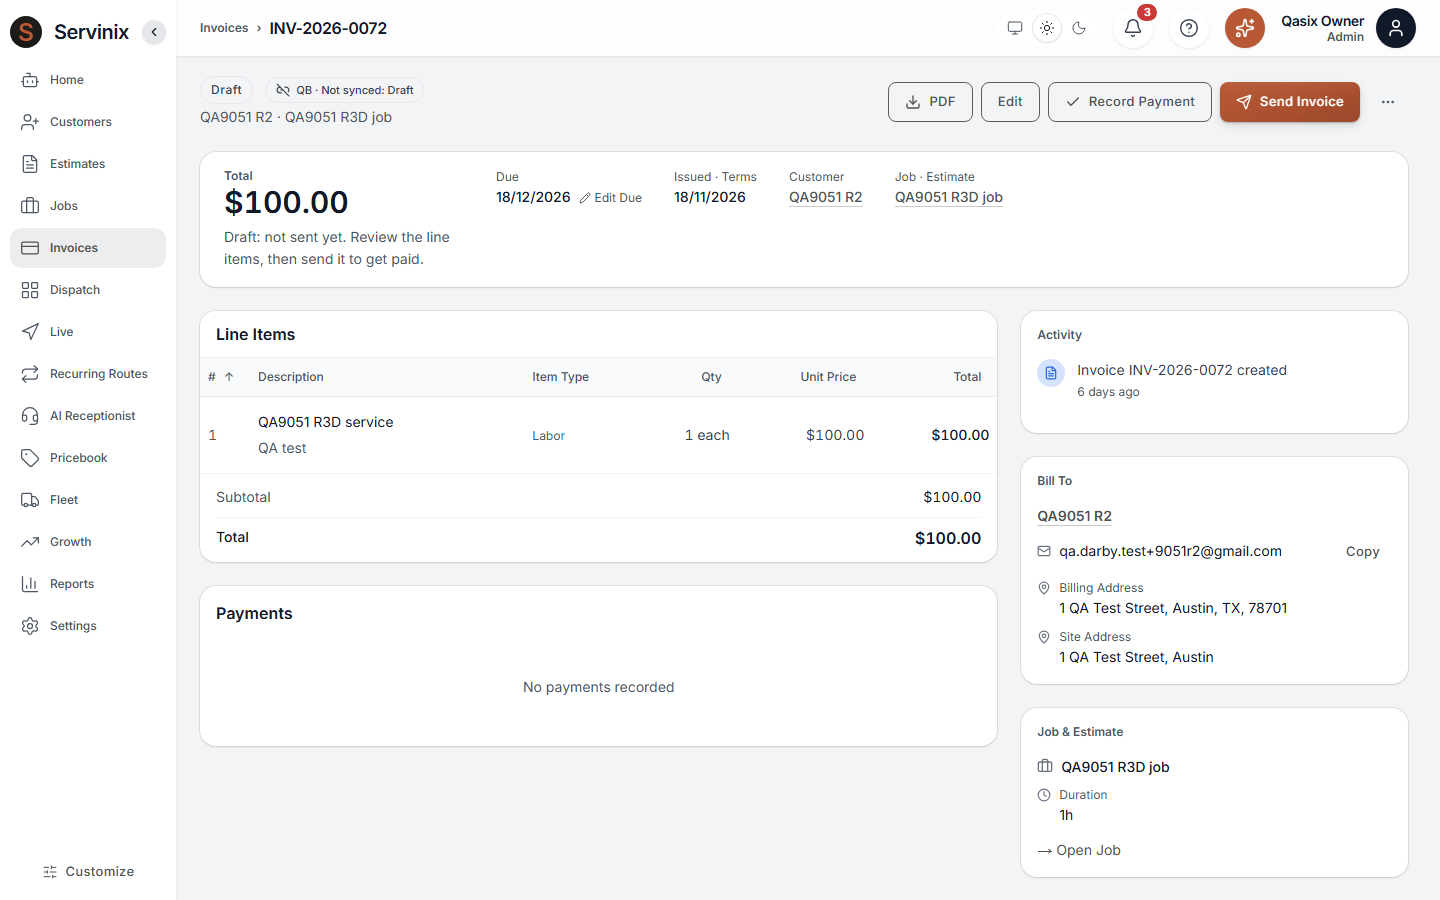 S Servinix
Home
Customers
Estimates
Jobs
Invoices
Dispatch
Live
Recurring Routes
AI Receptionist
Pricebook
Fleet
Growth
Reports
Settings
Customize
Invoices › INV-2026-0072
3
Qasix Owner
Admin
Draft
QB · Not synced: Draft
QA9051 R2 · QA9051 R3D job
PDF
Edit
Record Payment
Send Invoice
Total
$100.00
Draft: not sent yet. Review the line
items, then send it to get paid.
Due
18/12/2026 Edit Due
Issued · Terms
18/11/2026
Customer
QA9051 R2
Job · Estimate
QA9051 R3D job
Line Items
# ↑ Description Item Type Qty Unit Price Total
1 QA9051 R3D service Labor 1 each $100.00 $100.00
QA test
Subtotal $100.00
Total $100.00
Payments
No payments recorded
Activity
Invoice INV-2026-0072 created
6 days ago
Bill To
QA9051 R2
qa.darby.test+9051r2@gmail.com Copy
Billing Address
1 QA Test Street, Austin, TX, 78701
Site Address
1 QA Test Street, Austin
Job & Estimate
QA9051 R3D job
Duration
1h
→ Open Job